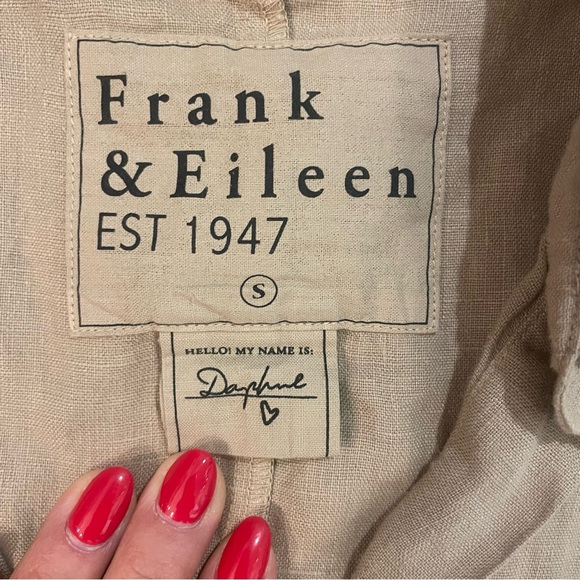 Frank
& Eileen
EST 1947
S
HELLO! MY NAME IS:
Daphne